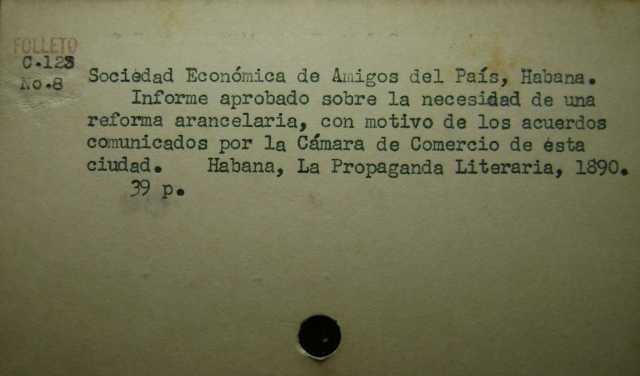 FOLLETO
C.123
No.8
Sociedad Económica de Amigos del País, Habana.
Informe aprobado sobre la necesidad de una
reforma arancelaria, con motivo de los acuerdos
comunicados por la Cámara de Comercio de ésta
ciudad. Habana, La Propaganda Literaria, 1890.
39 p.